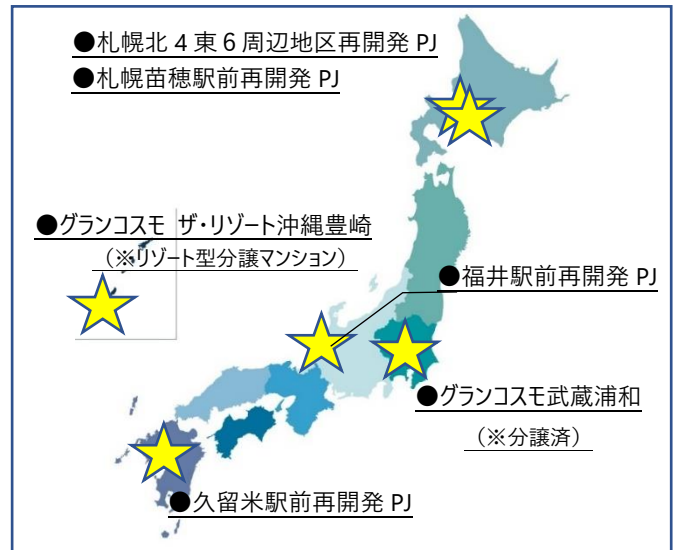 ●札幌北4東6周辺地区再開発 PJ
●札幌苗穂駅前再開発 PJ
●グランコスモ ザ・リゾート沖縄豊崎
(※リゾート型分譲マンション)
●福井駅前再開発 PJ
●グランコスモ武蔵浦和
(※分譲済)
●久留米駅前再開発 PJ